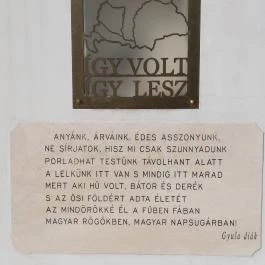 ÍGY VOLT
ÍGY LESZ
ANYÁNK, ÁRVÁINK, ÉDES ASSZONYUNK,
NE SÍRJATOK, HISZ MI CSAK SZUNNYADUNK
PORLADHAT TESTÜNK TÁVOLHANT ALATT
A LELKÜNK ITT VAN S MINDIG ITT MARAD
MERT AKI HŰ VOLT, BÁTOR ÉS DERÉK
S AZ ŐSI FÖLDÉRT ADTA ÉLETÉT
AZ MINDÖRÖKKÉ ÉL A FŰBEN FÁBAN
MAGYAR RÖGÖKBEN, MAGYAR NAPSUGÁRBAN!
Gyula diák